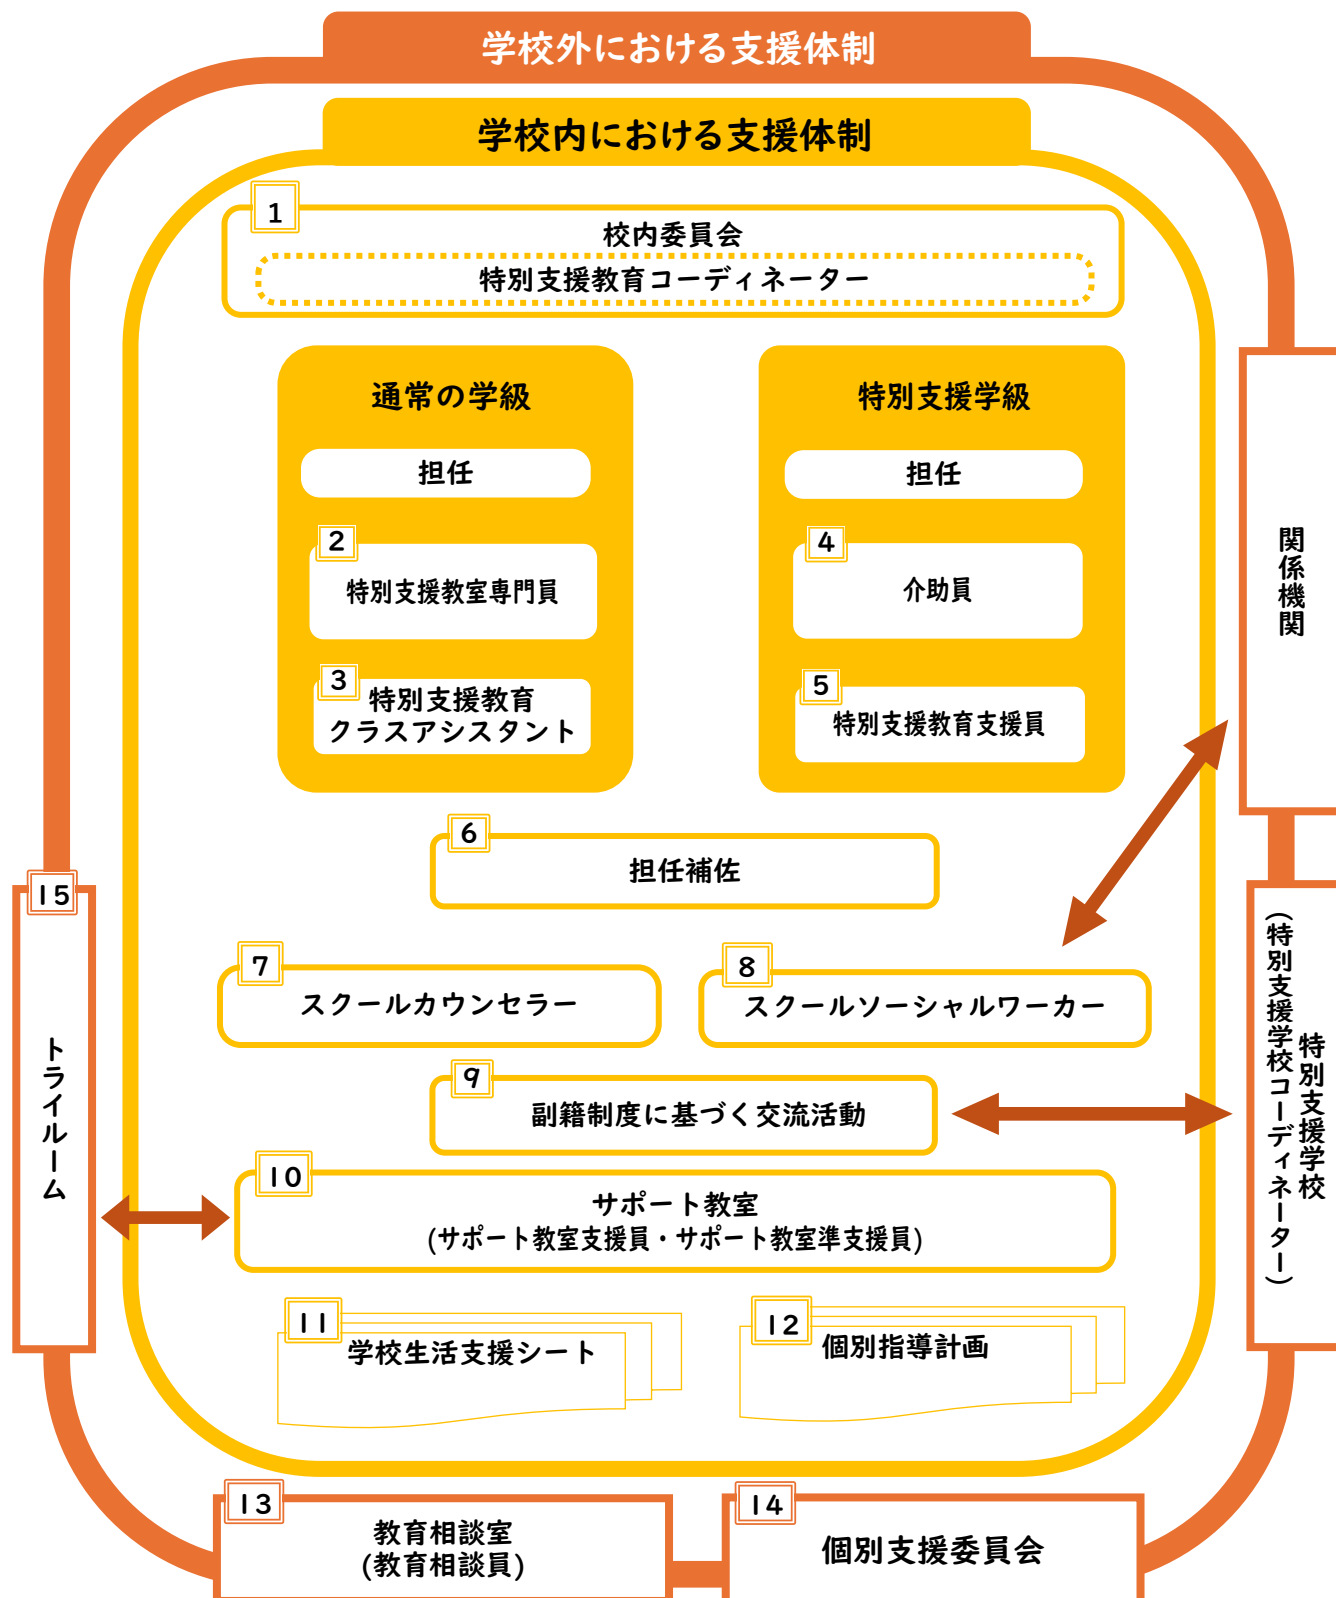 学校外における支援体制
学校内における支援体制
1
校内委員会
特別支援教育コーディネーター
通常の学級
担任
2
特別支援教室専門員
3
特別支援教育
クラスアシスタント
特別支援学級
担任
4
介助員
5
特別支援教育支援員
関係機関
6
担任補佐
7
スクールカウンセラー
8
スクールソーシャルワーカー
9
副籍制度に基づく交流活動
特別支援学校
(特別支援学校コーディネーター)
15
トライルーム
10
サポート教室
(サポート教室支援員・サポート教室準支援員)
11
学校生活支援シート
12
個別指導計画
13
教育相談室
(教育相談員)
14
個別支援委員会